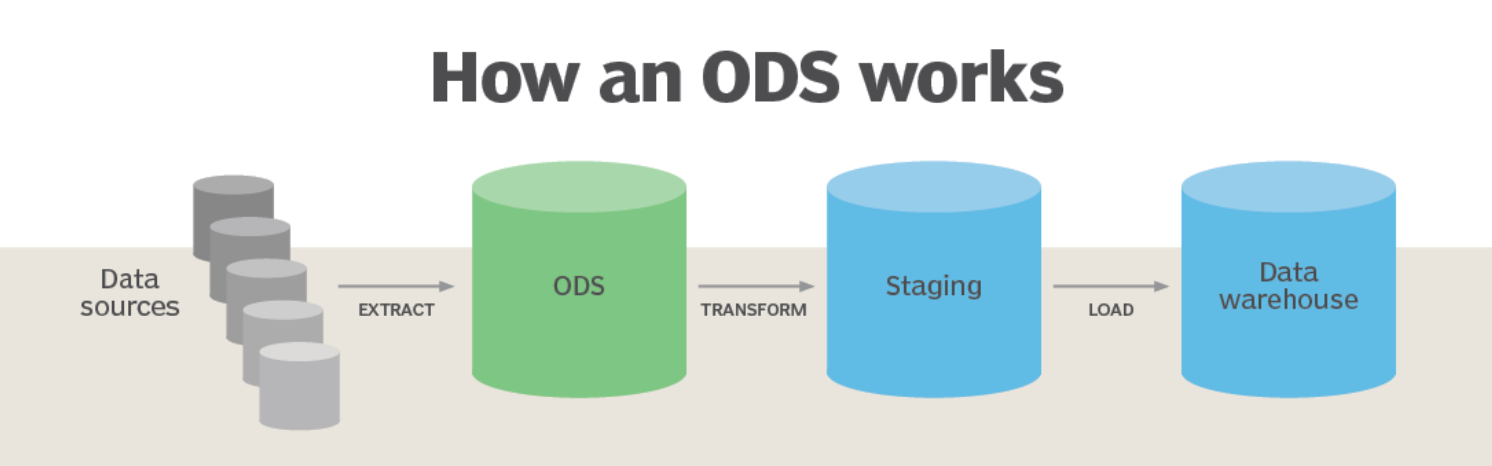 How an ODS works
Data
sources
EXTRACT
ODS
TRANSFORM
Staging
LOAD
Data
warehouse